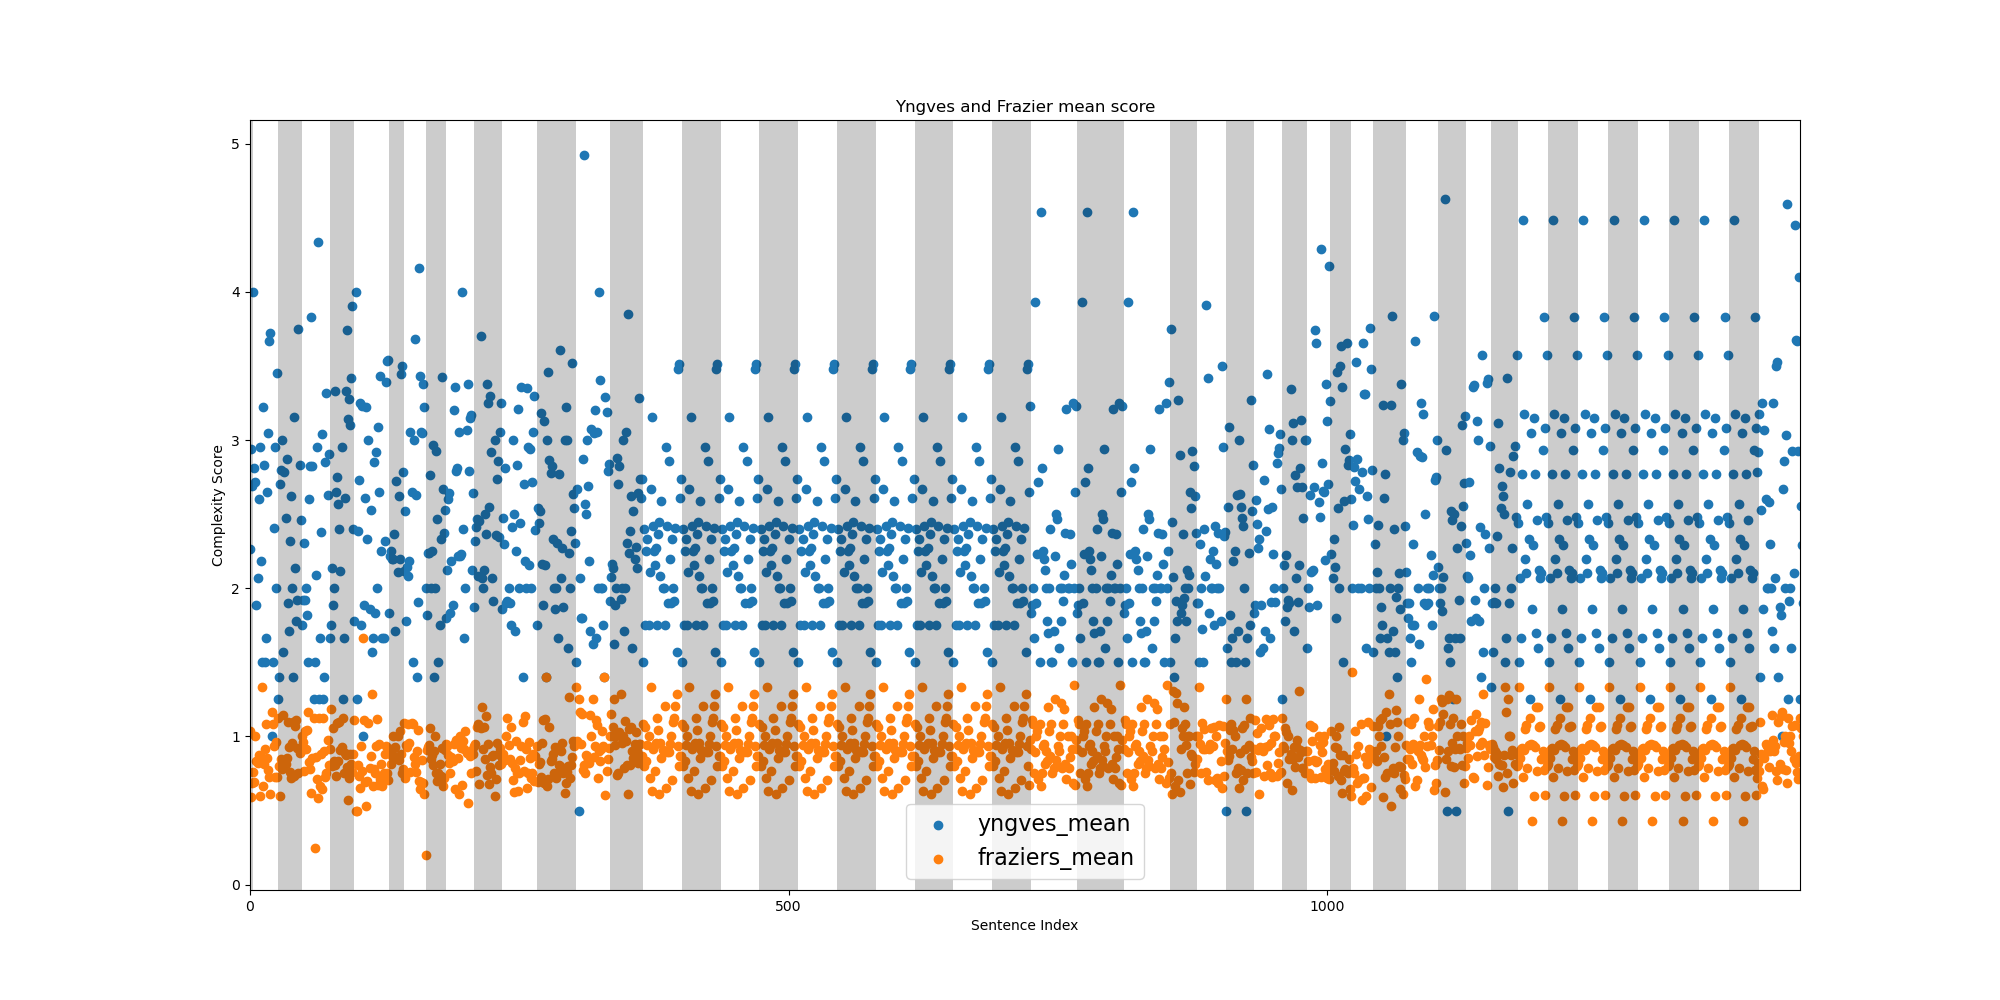 Yngves and Frazier mean score
5
4
3
2
1
0
Complexity Score
0 500 1000
Sentence Index
yngves_mean
fraziers_mean